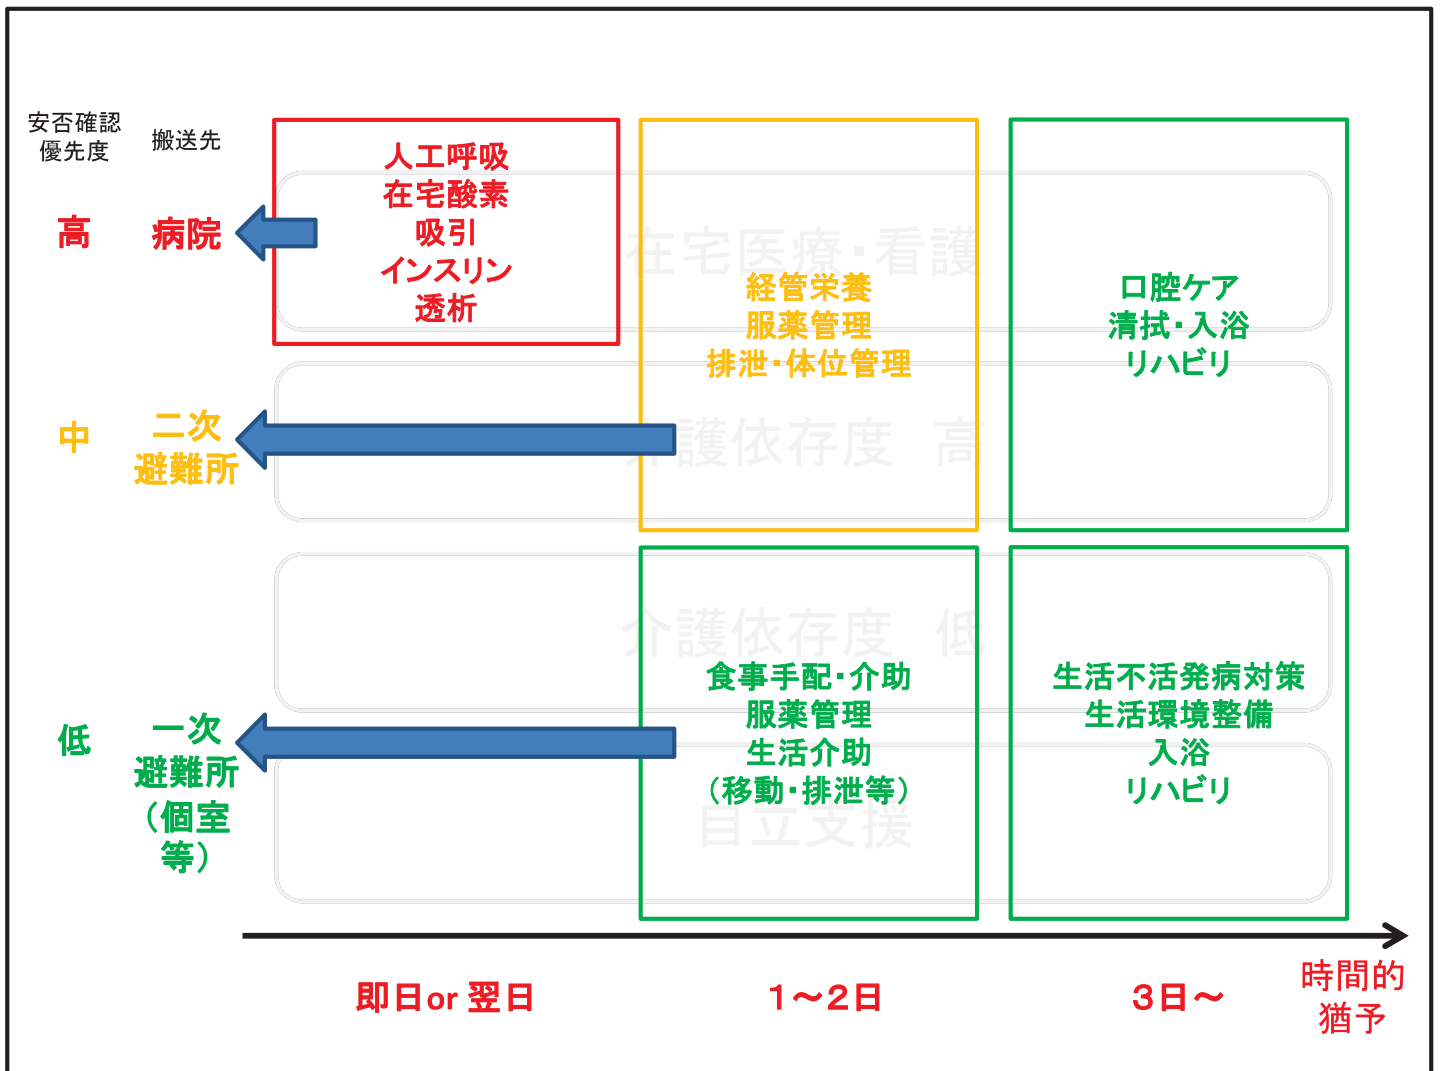 安否確認
優先度
搬送先
高
病院
人工呼吸
在宅酸素
吸引
インスリン
透析
在宅医療・看護
経管栄養
服薬管理
排泄・体位管理
口腔ケア
清拭・入浴
リハビリ
中
二次
避難所
介護依存度 高
介護依存度 低
低
一次
避難所
（個室
等）
食事手配・介助
服薬管理
生活介助
（移動・排泄等）
自立支援
生活不活発病対策
生活環境整備
入浴
リハビリ
即日or 翌日
１～２日
３日～
時間的
猶予